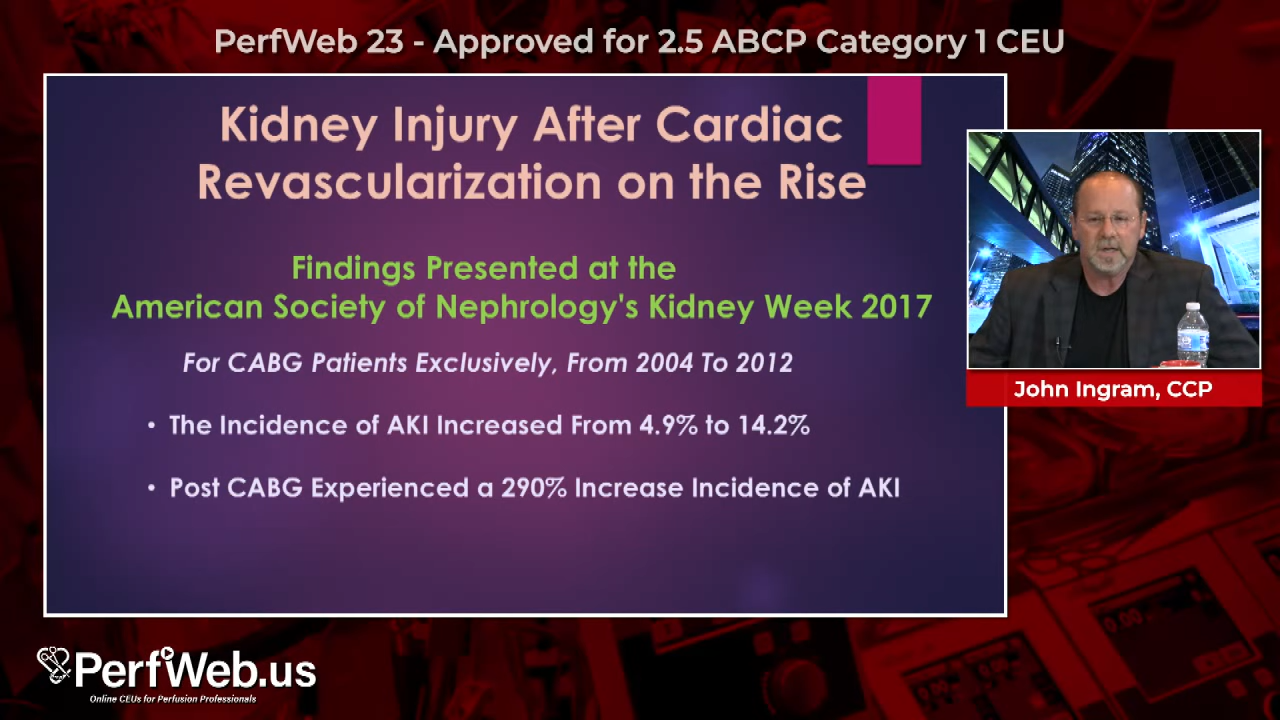 PerfWeb 23 - Approved for 2.5 ABCP Category 1 CEU
Kidney Injury After Cardiac
Revascularization on the Rise
Findings Presented at the
American Society of Nephrology's Kidney Week 2017
For CABG Patients Exclusively, From 2004 To 2012
• The Incidence of AKI Increased From 4.9% to 14.2%
• Post CABG Experienced a 290% Increase Incidence of AKI
John Ingram, CCP
PerfWeb.us
Online CEUs for Perfusion Professionals